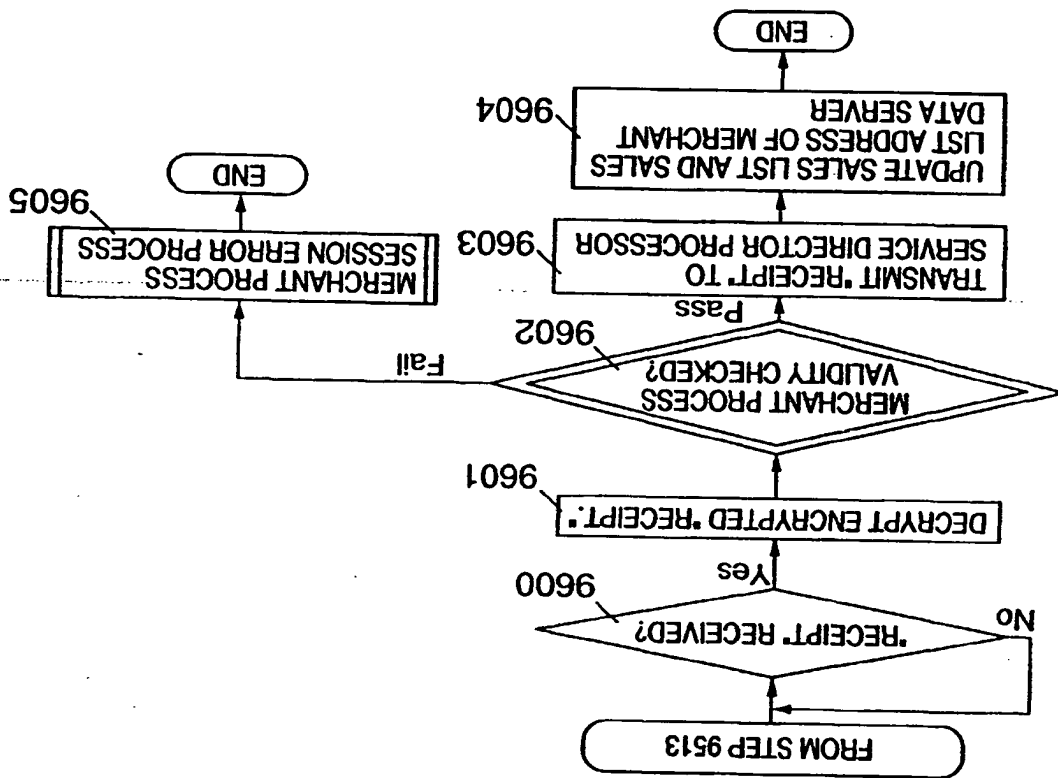 FROM STEP 9513
No
"RECEIPT" RECEIVED?
9600
Yes
DECRYPT ENCRYPTED "RECEIPT."
9601
MERCHANT PROCESS
VALIDITY CHECKED?
9602
Fail
Pass
TRANSMIT "RECEIPT" TO
SERVICE DIRECTOR PROCESSOR
9603
MERCHANT PROCESS
SESSION ERROR PROCESS
9605
UPDATE SALES LIST AND SALES
LIST ADDRESS OF MERCHANT
DATA SERVER
9604
END
END